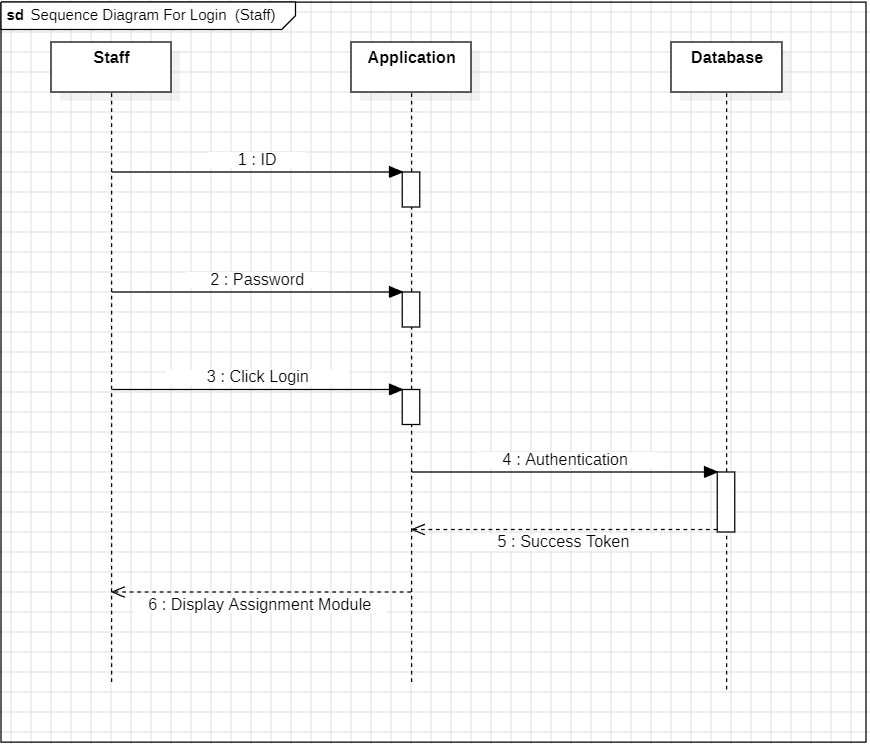 sd Sequence Diagram For Login (Staff)
Staff
Application
Database
1 : ID
2 : Password
3 : Click Login
4 : Authentication
5 : Success Token
6 : Display Assignment Module